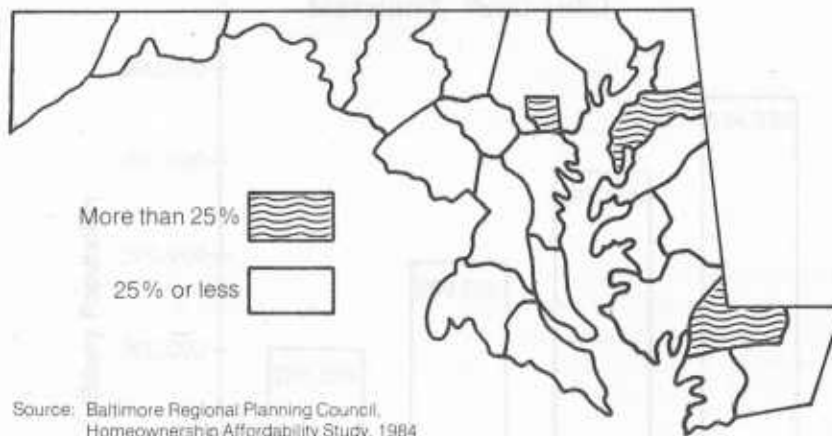 More than 25%
25% or less
Source: Baltimore Regional Planning Council,
Homeownership Affordability Study, 1984